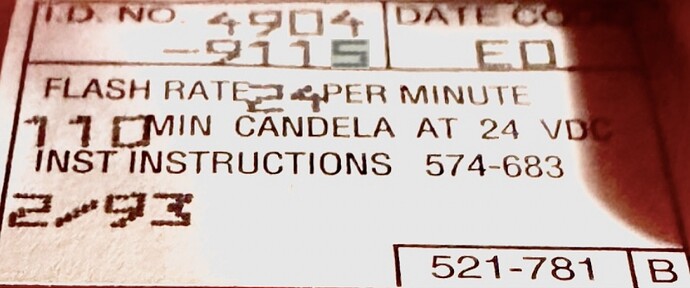 I.D. NO. 4904 DATE CO
-9115 ED
FLASH RATE 24 PER MINUTE
110 MIN CANDELA AT 24 VDC
INST INSTRUCTIONS 574-683
2/93
521-781 B